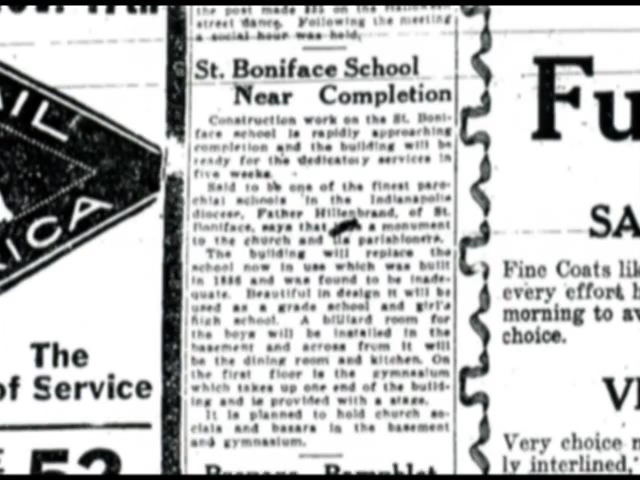 the post made $25 on the Hallowe-
street dance. Following the meeting
a social hour was held.
St. Boniface School
Near Completion
Construction work on the St. Boni-
face school is rapidly approaching
completion and the building will be
ready for the dedicatory services in
five weeks.
Said to be one of the finest paro-
chial schools in the Indianapolis
diocese, Father Hillenbrand, of St.
Boniface, says that a monument
to the church and its parishioners.
The building will replace the
school now in use which was built
in 1886 and was found to be inade-
quate. Beautiful in design it will be
used as a grade school and girl's
high school. A billiard room for
the boys will be installed in the
basement and across from it will
be the dining room and kitchen. On
the first floor is the gymnasium
which takes up one end of the build-
ing and is provided with a stage.
It is planned to hold church so-
cials and bazars in the basement
and gymnasium.
AIL
RICA
The
of Service
52
Fu
SA
Fine Coats lik
every effort h
morning to av
choice.
VE
Very choice m
ly interlined,